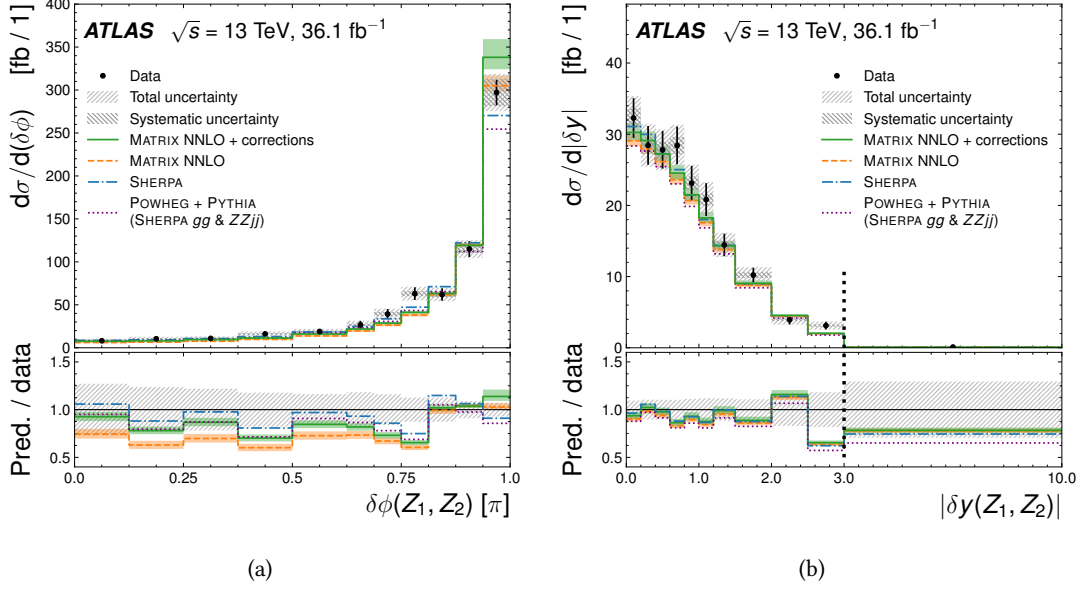 ATLAS √s = 13 TeV, 36.1 fb⁻¹
dσ/d(δϕ) [fb / 1]
400
350
300
250
200
150
100
50
0
Data
Total uncertainty
Systematic uncertainty
MATRIX NNLO + corrections
MATRIX NNLO
SHERPA
POWHEG + PYTHIA
(SHERPA gg & ZZjj)
Pred. / data
1.5
1.0
0.5
0.0 0.25 0.5 0.75 1.0
δϕ(Z₁, Z₂) [π]
(a)
ATLAS √s = 13 TeV, 36.1 fb⁻¹
dσ/d|δy| [fb / 1]
40
30
20
10
0
Data
Total uncertainty
Systematic uncertainty
MATRIX NNLO + corrections
MATRIX NNLO
SHERPA
POWHEG + PYTHIA
(SHERPA gg & ZZjj)
Pred. / data
1.5
1.0
0.5
0.0 1.0 2.0 3.0 10.0
|δy(Z₁, Z₂)|
(b)